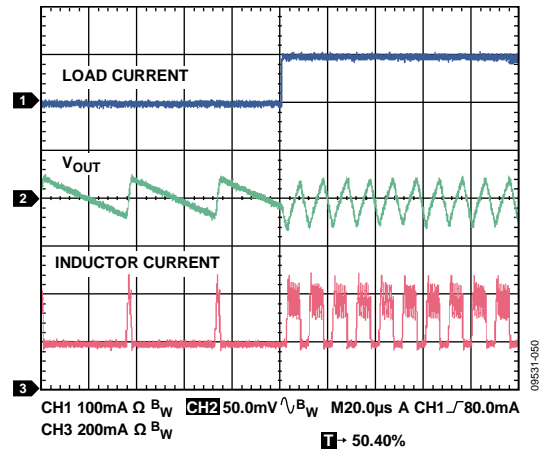 LOAD CURRENT
1
VOUT
2
INDUCTOR CURRENT
3
09531-050
CH1 100mA Ω BW CH2 50.0mV BW M20.0µs A CH1 80.0mA
CH3 200mA Ω BW
T 50.40%